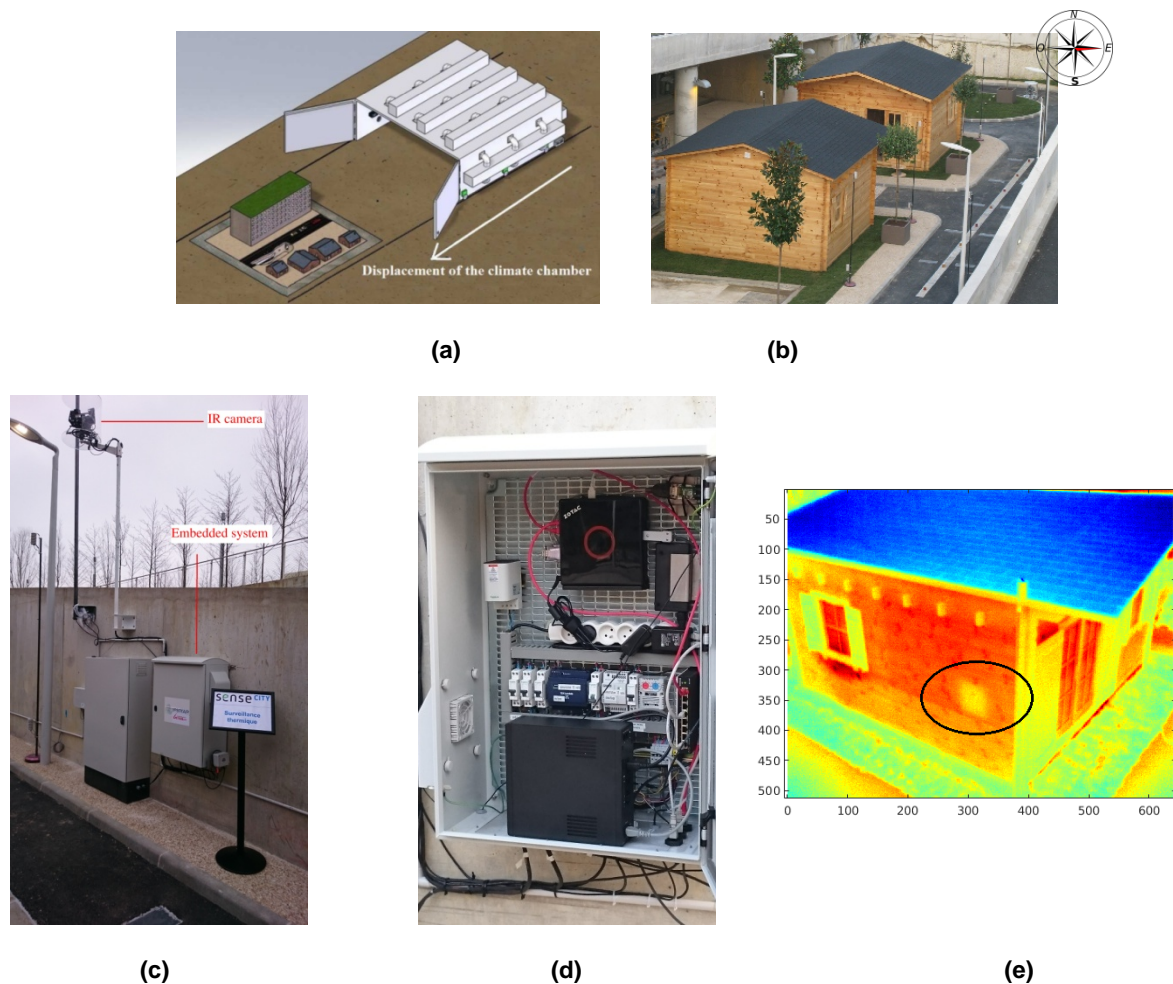 N
O
E
S
Displacement of the climate chamber
(a)
(b)
IR camera
Embedded system
sense CITY
Surveillance
thermique
ZOTAC
50
100
150
200
250
300
350
400
450
500
0
100
200
300
400
500
600
(c)
(d)
(e)